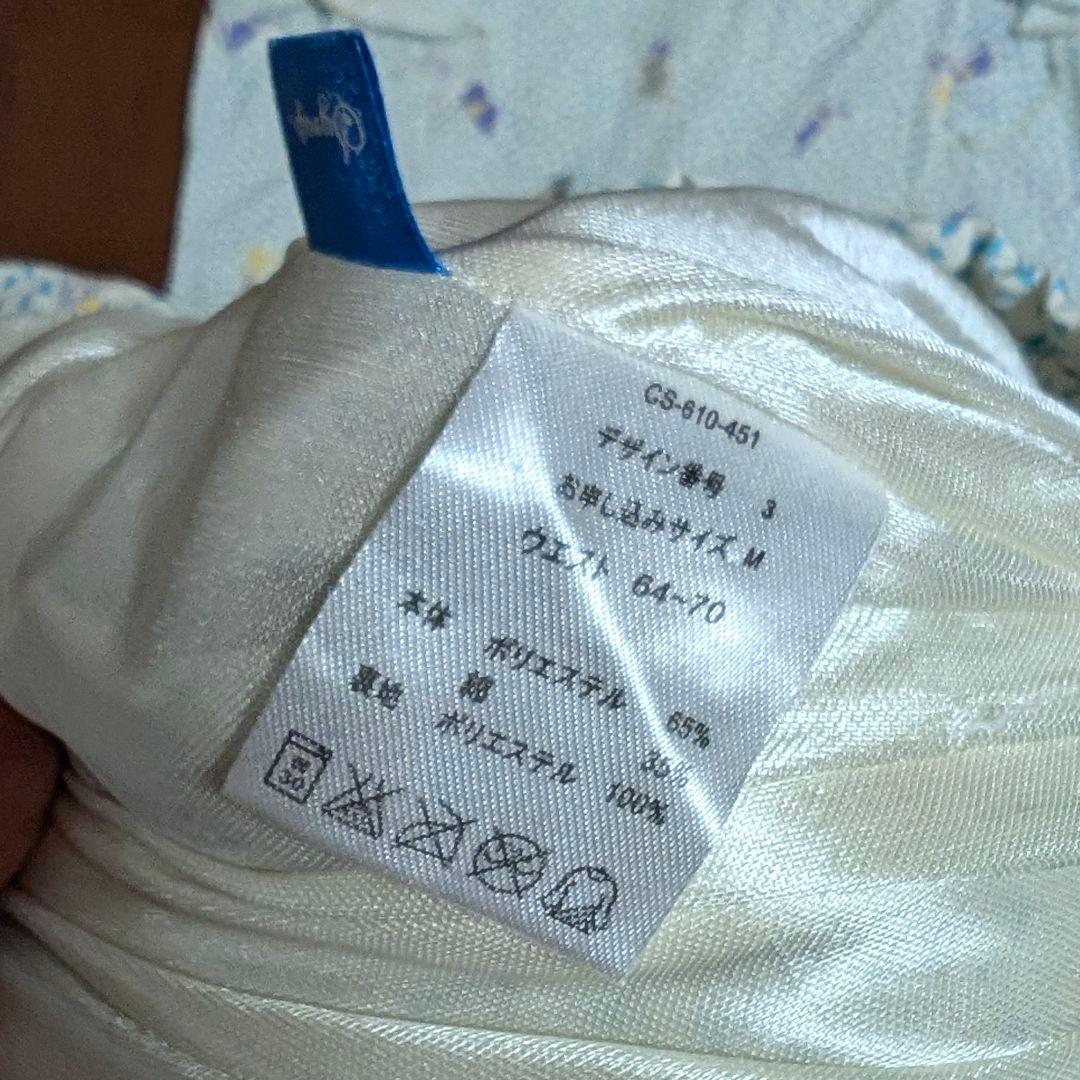 CS-610-451
デザイン番号 3
お申し込みサイズ M
ウエスト 64~70
本体 ポリエステル 65%
綿 35%
裏地 ポリエステル 100%
30